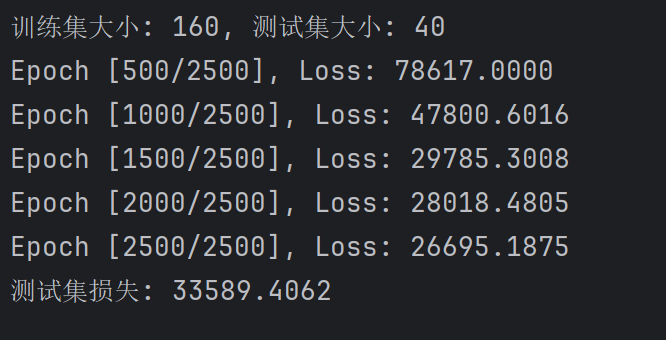 训练集大小: 160, 测试集大小: 40
Epoch [500/2500], Loss: 78617.0000
Epoch [1000/2500], Loss: 47800.6016
Epoch [1500/2500], Loss: 29785.3008
Epoch [2000/2500], Loss: 28018.4805
Epoch [2500/2500], Loss: 26695.1875
测试集损失: 33589.4062